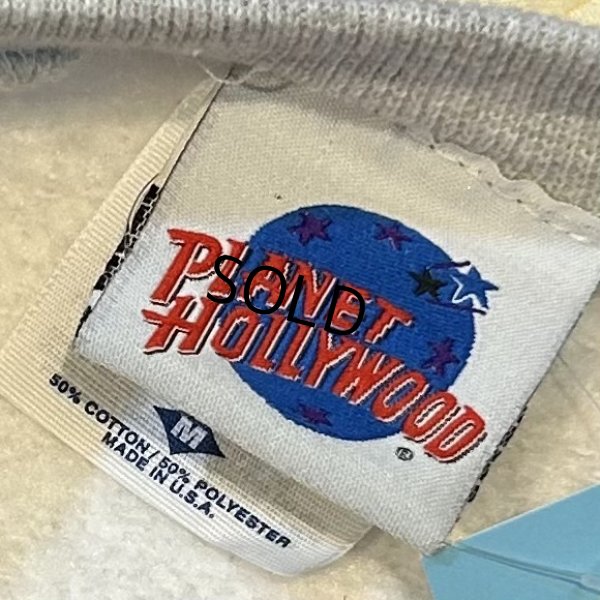 PLANET
HOLLYWOOD
®
SOLD
M
50% COTTON/50% POLYESTER
MADE IN U.S.A.